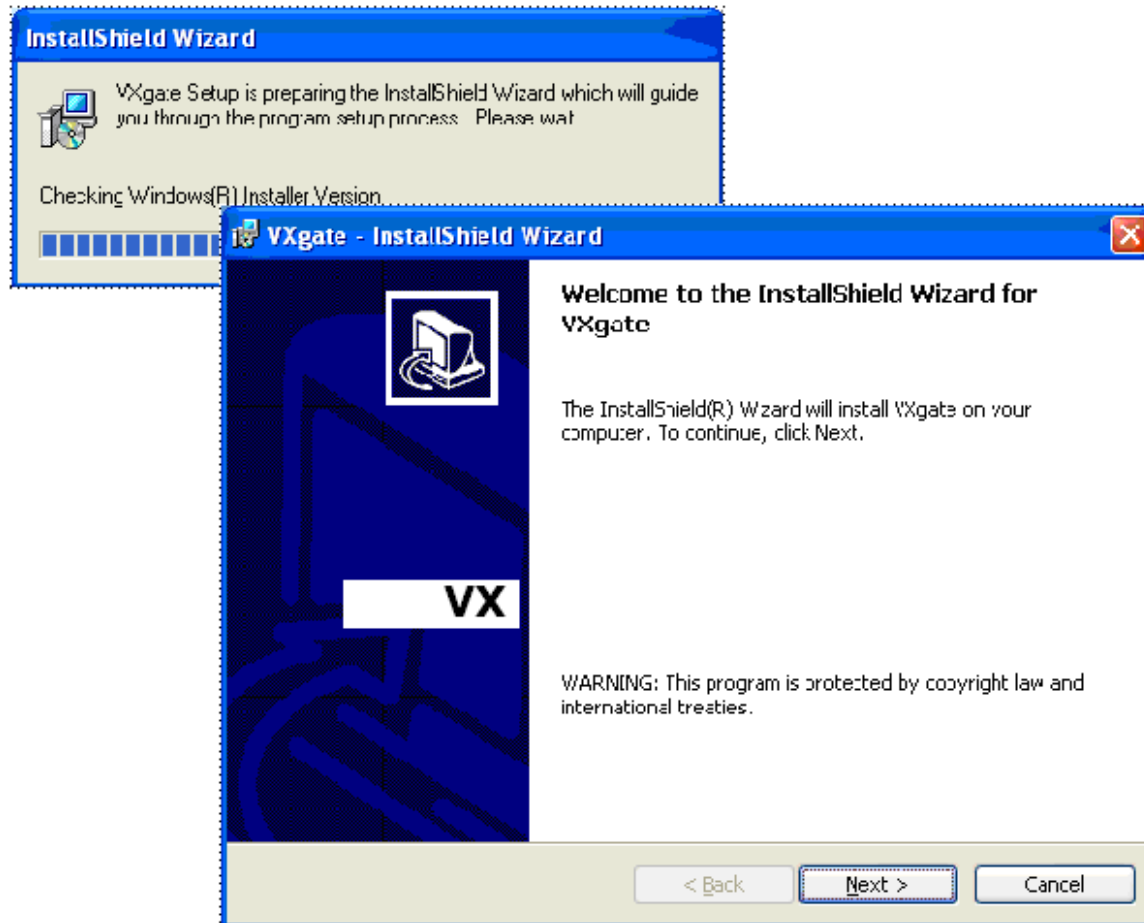 InstallShield Wizard
VXgate Setup is preparing the InstallShield Wizard which will guide
you through the program setup process. Please wait
Checking Windows(R) Installer Version
VXgate - InstallShield Wizard
Welcome to the InstallShield Wizard for
VXgate
The InstallShield(R) Wizard will install VXgate on your
computer. To continue, click Next.
VX
WARNING: This program is protected by copyright law and
international treaties.
< Back
Next >
Cancel